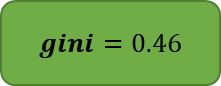 gini = 0.46